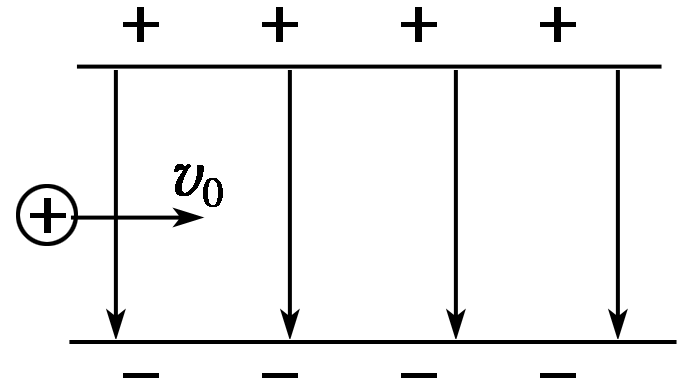 + + + +
v₀
+
− − − −